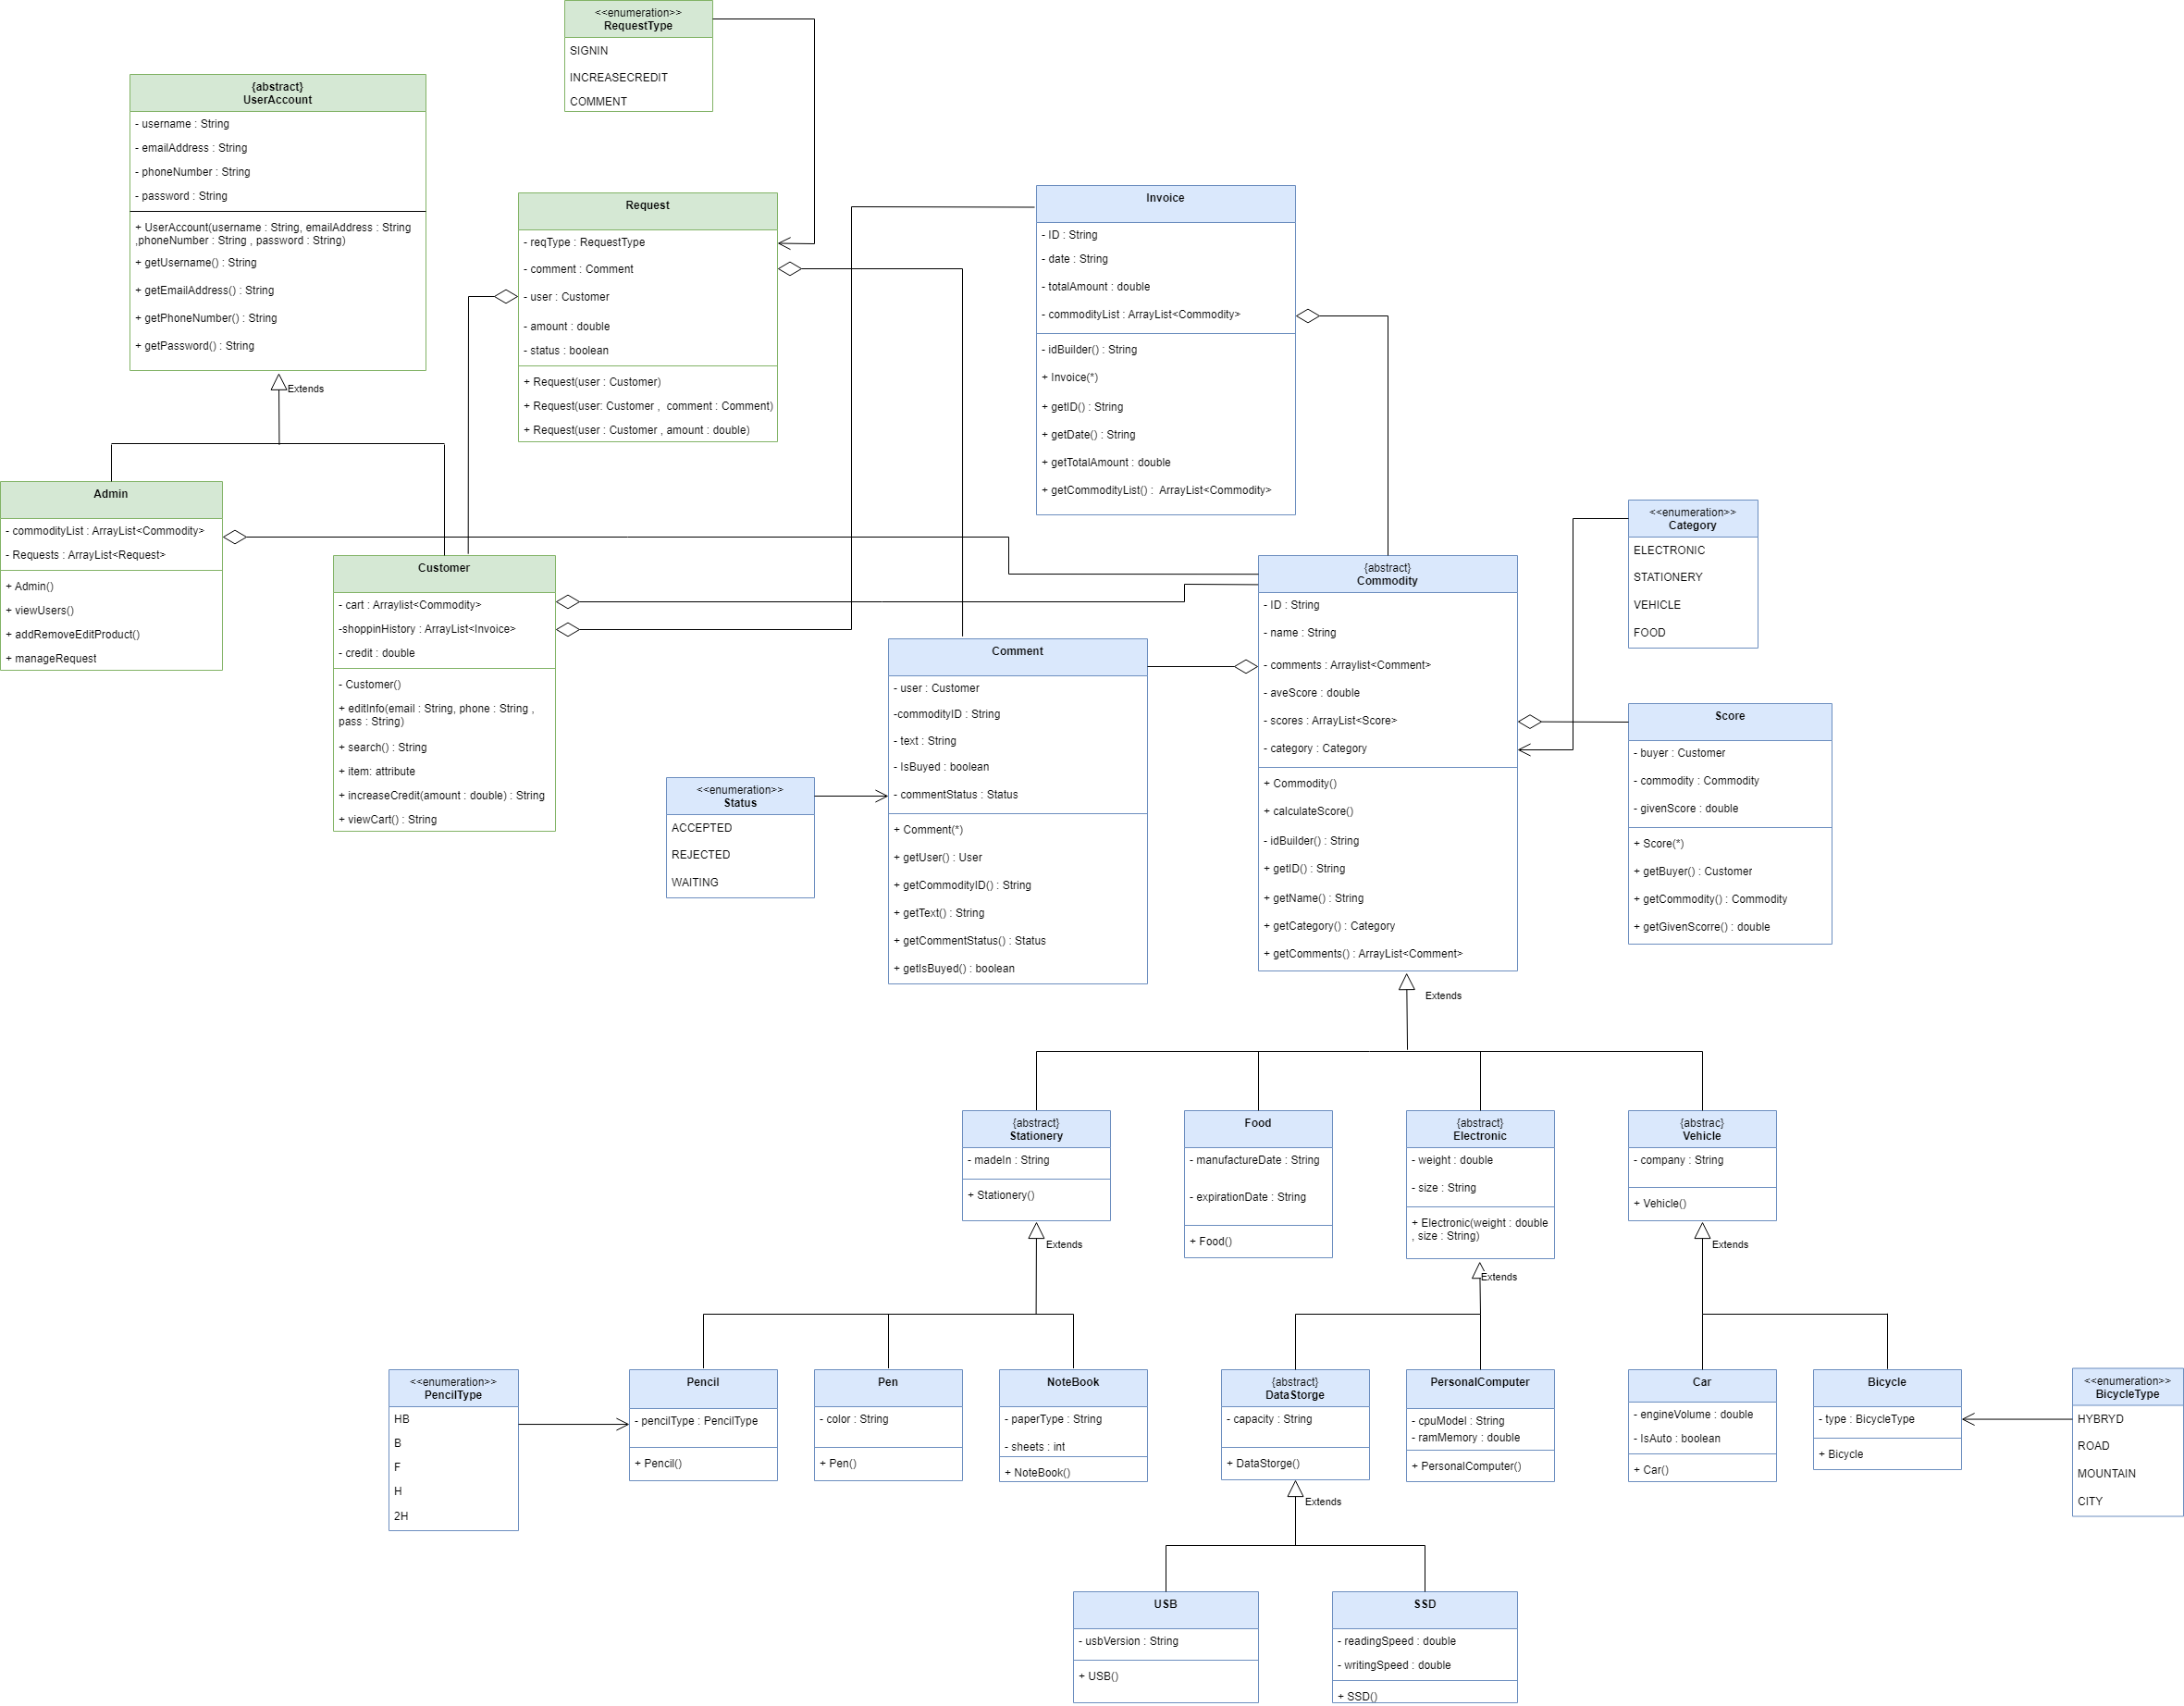 <<enumeration>>
RequestType
SIGNIN
INCREASECREDIT
COMMENT
{abstract}
UserAccount
- username : String
- emailAddress : String
- phoneNumber : String
- password : String
+ UserAccount(username : String, emailAddress : String
,phoneNumber : String , password : String)
+ getUsername() : String
+ getEmailAddress() : String
+ getPhoneNumber() : String
+ getPassword() : String
Extends
Request
- reqType : RequestType
- comment : Comment
- user : Customer
- amount : double
- status : boolean
+ Request(user : Customer)
+ Request(user: Customer , comment : Comment)
+ Request(user : Customer , amount : double)
Invoice
- ID : String
- date : String
- totalAmount : double
- commodityList : ArrayList<Commodity>
- idBuilder() : String
+ Invoice(*)
+ getID() : String
+ getDate() : String
+ getTotalAmount : double
+ getCommodityList() : ArrayList<Commodity>
Admin
- commodityList : ArrayList<Commodity>
- Requests : ArrayList<Request>
+ Admin()
+ viewUsers()
+ addRemoveEditProduct()
+ manageRequest
Customer
- cart : Arraylist<Commodity>
-shoppinHistory : ArrayList<Invoice>
- credit : double
- Customer()
+ editInfo(email : String, phone : String ,
pass : String)
+ search() : String
+ item: attribute
+ increaseCredit(amount : double) : String
+ viewCart() : String
<<enumeration>>
Status
ACCEPTED
REJECTED
WAITING
Comment
- user : Customer
-commodityID : String
- text : String
- IsBuyed : boolean
- commentStatus : Status
+ Comment(*)
+ getUser() : User
+ getCommodityID() : String
+ getText() : String
+ getCommentStatus() : Status
+ getIsBuyed() : boolean
{abstract}
Commodity
- ID : String
- name : String
- comments : Arraylist<Comment>
- aveScore : double
- scores : ArrayList<Score>
- category : Category
+ Commodity()
+ calculateScore()
- idBuilder() : String
+ getID() : String
+ getName() : String
+ getCategory() : Category
+ getComments() : ArrayList<Comment>
Extends
<<enumeration>>
Category
ELECTRONIC
STATIONERY
VEHICLE
FOOD
Score
- buyer : Customer
- commodity : Commodity
- givenScore : double
+ Score(*)
+ getBuyer() : Customer
+ getCommodity() : Commodity
+ getGivenScorre() : double
{abstract}
Stationery
- madeIn : String
+ Stationery()
Extends
Food
- manufactureDate : String
- expirationDate : String
+ Food()
{abstract}
Electronic
- weight : double
- size : String
+ Electronic(weight : double
, size : String)
Extends
{abstrac}
Vehicle
- company : String
+ Vehicle()
Extends
<<enumeration>>
PencilType
HB
B
F
H
2H
Pencil
- pencilType : PencilType
+ Pencil()
Pen
- color : String
+ Pen()
NoteBook
- paperType : String
- sheets : int
+ NoteBook()
{abstract}
DataStorge
- capacity : String
+ DataStorge()
Extends
PersonalComputer
- cpuModel : String
- ramMemory : double
+ PersonalComputer()
Car
- engineVolume : double
- IsAuto : boolean
+ Car()
Bicycle
- type : BicycleType
+ Bicycle
<<enumeration>>
BicycleType
HYBRYD
ROAD
MOUNTAIN
CITY
USB
- usbVersion : String
+ USB()
SSD
- readingSpeed : double
- writingSpeed : double
+ SSD()